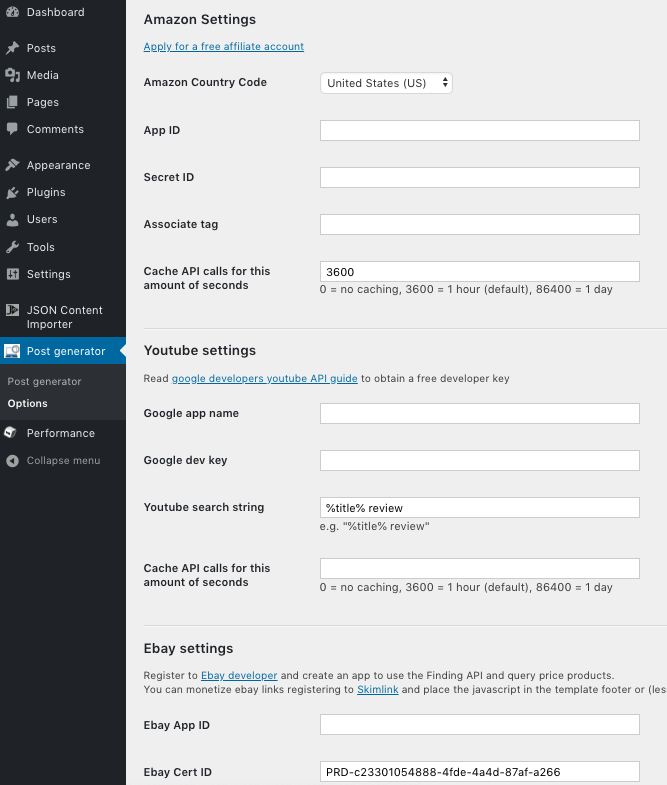 Dashboard
Posts
Media
Pages
Comments
Appearance
Plugins
Users
Tools
Settings
JSON Content
Importer
Post generator
Post generator
Options
Performance
Collapse menu
Amazon Settings
Apply for a free affiliate account
Amazon Country Code
United States (US)
App ID
Secret ID
Associate tag
Cache API calls for this
amount of seconds
3600
0 = no caching, 3600 = 1 hour (default), 86400 = 1 day
Youtube settings
Read google developers youtube API guide to obtain a free developer key
Google app name
Google dev key
Youtube search string
%title% review
e.g. "%title% review"
Cache API calls for this
amount of seconds
0 = no caching, 3600 = 1 hour (default), 86400 = 1 day
Ebay settings
Register to Ebay developer and create an app to use the Finding API and query price products.
You can monetize ebay links registering to Skimlink and place the javascript in the template footer or (les
Ebay App ID
Ebay Cert ID
PRD-c23301054888-4fde-4a4d-87af-a266